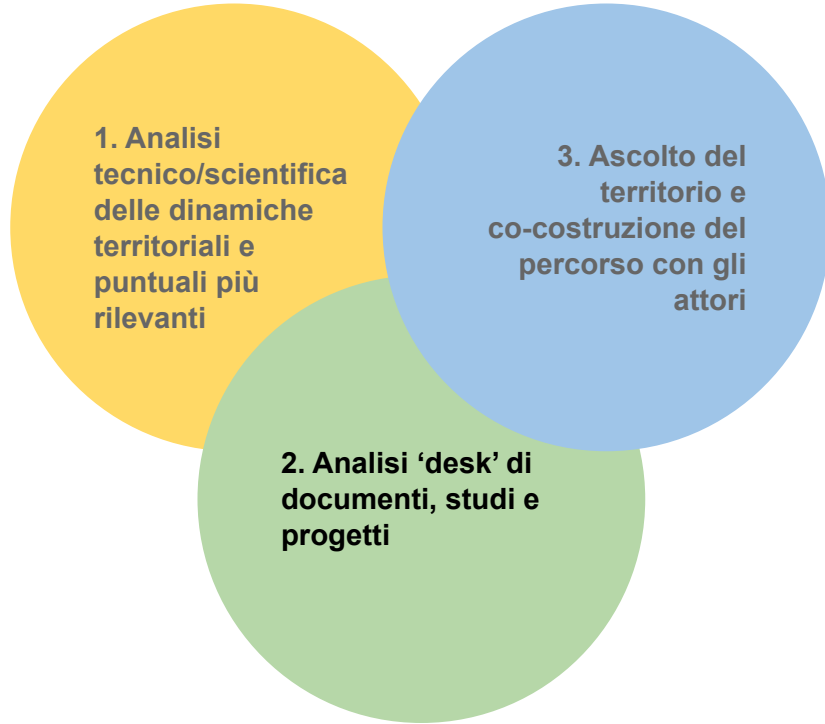 1. Analisi
tecnico/scientifica
delle dinamiche
territoriali e
puntuali più
rilevanti
2. Analisi ‘desk’ di
documenti, studi e
progetti
3. Ascolto del
territorio e
co-costruzione del
percorso con gli
attori